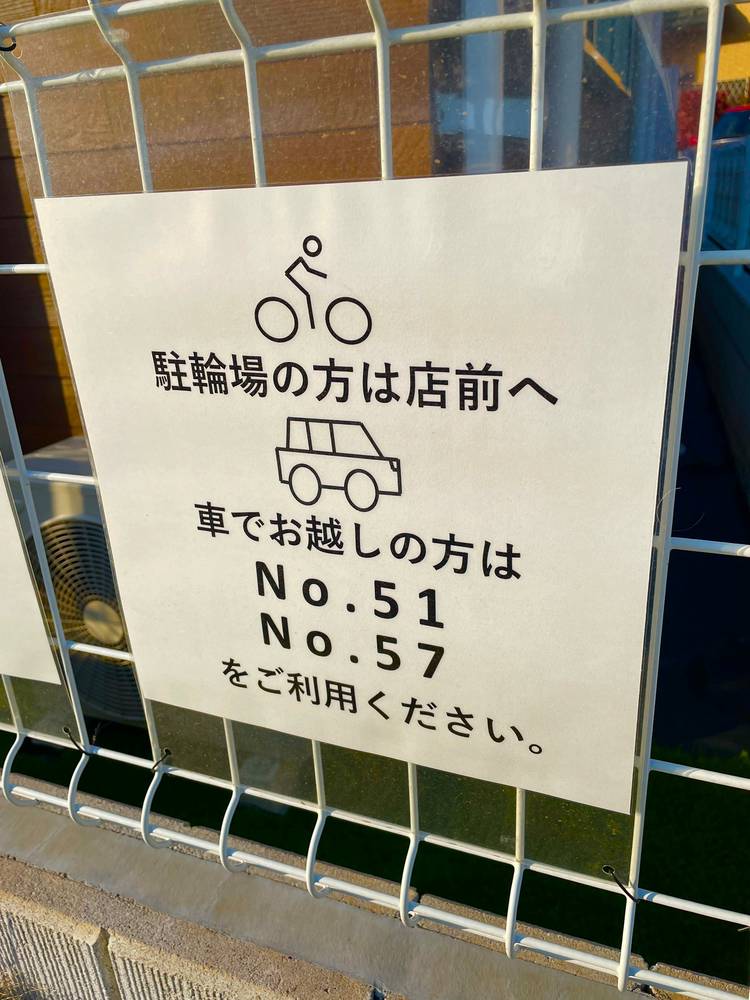 駐輪場の方は店前へ
車でお越しの方は
No.51
No.57
をご利用ください。